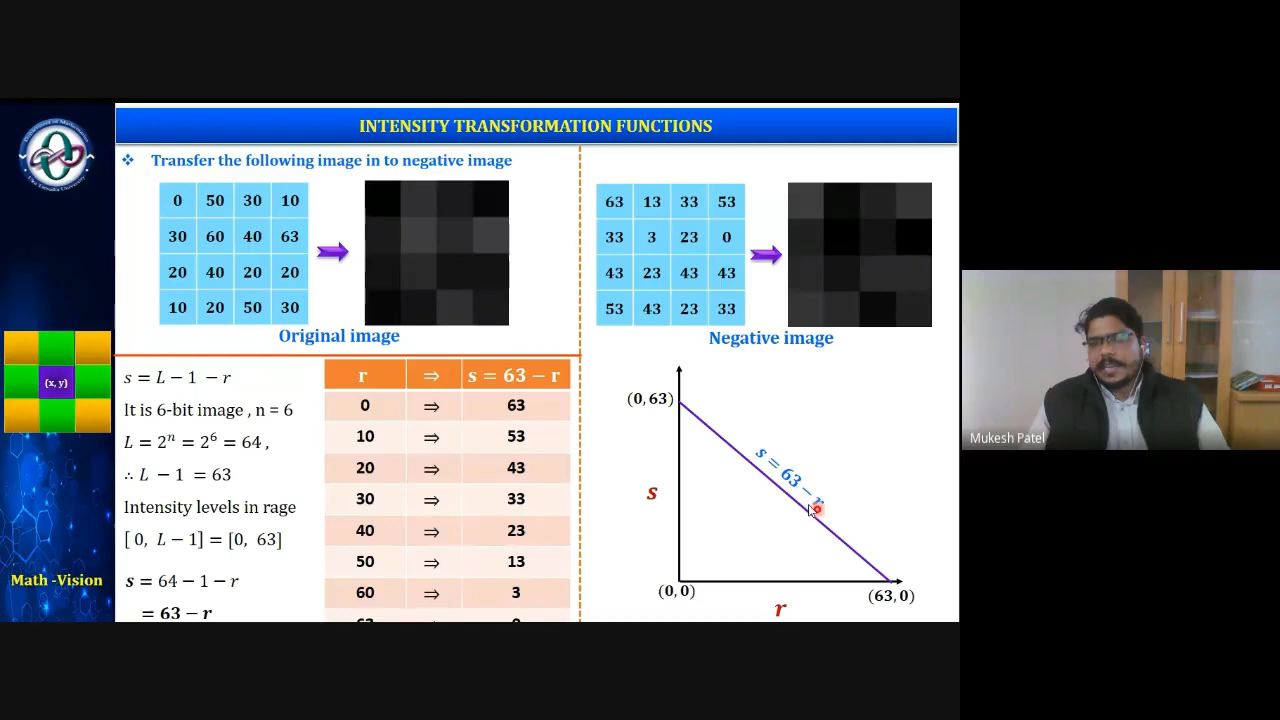 INTENSITY TRANSFORMATION FUNCTIONS
❖ Transfer the following image in to negative image
0 50 30 10
30 60 40 63
20 40 20 20
10 20 50 30
Original image
63 13 33 53
33 3 23 0
43 23 43 43
53 43 23 33
Negative image
(x, y)
Math -Vision
s = L − 1 − r
It is 6-bit image , n = 6
L = 2ⁿ = 2⁶ = 64 ,
∴ L − 1 = 63
Intensity levels in rage
[ 0, L − 1] = [0, 63]
s = 64 − 1 − r
= 63 − r
r ⇒ s = 63 − r
0 ⇒ 63
10 ⇒ 53
20 ⇒ 43
30 ⇒ 33
40 ⇒ 23
50 ⇒ 13
60 ⇒ 3
(0, 63)
s = 63 − r
s
(0, 0)
(63, 0)
r
Mukesh Patel